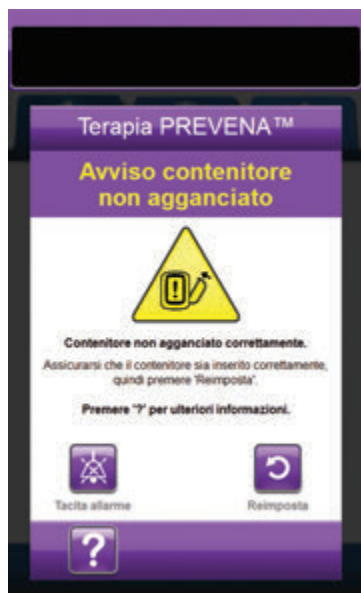 Terapia PREVENA™
Avviso contenitore
non agganciato
Contenitore non agganciato correttamente.
Assicurarsi che il contenitore sia inserito correttamente,
quindi premere 'Reimposta'.
Premere '?' per ulteriori informazioni.
Tacita allarme
Reimposta
?